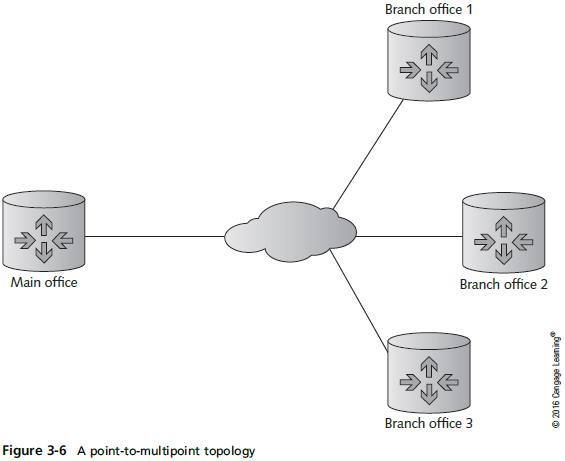 Branch office 1
Main office
Branch office 2
Branch office 3
© 2016 Cengage Learning®
Figure 3-6 A point-to-multipoint topology